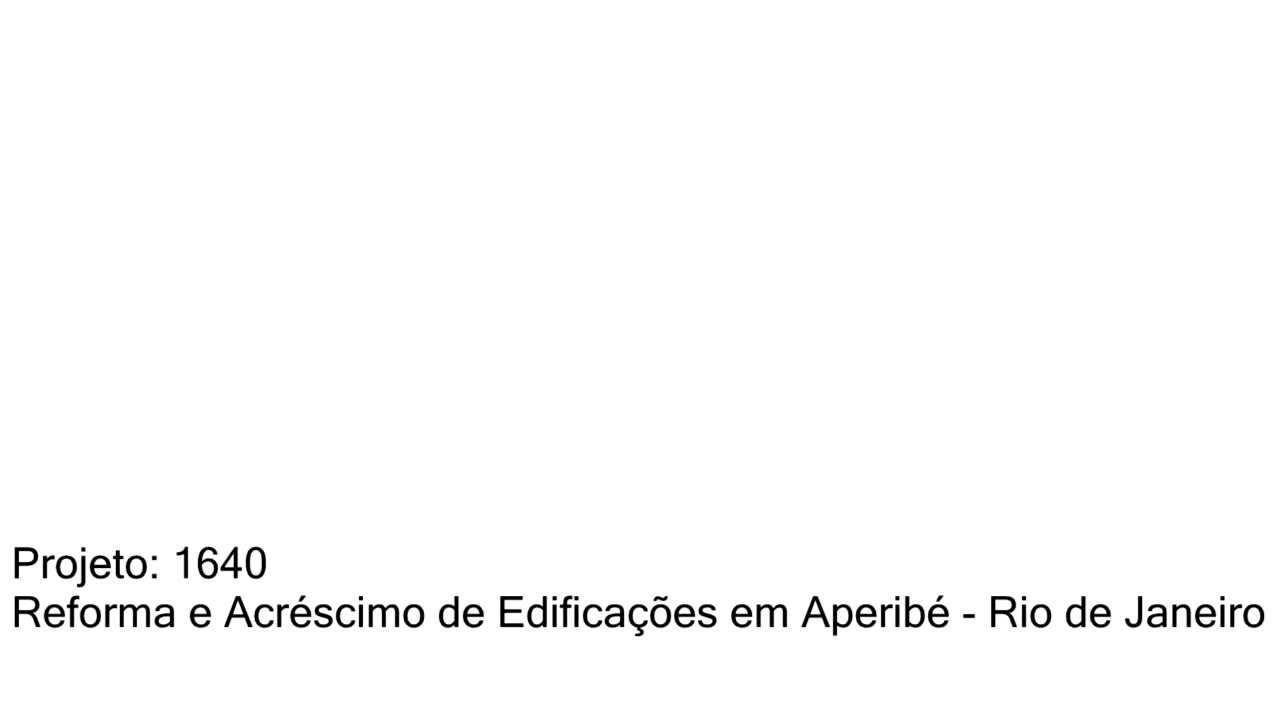 Projeto: 1640
Reforma e Acréscimo de Edificações em Aperibé - Rio de Janeiro